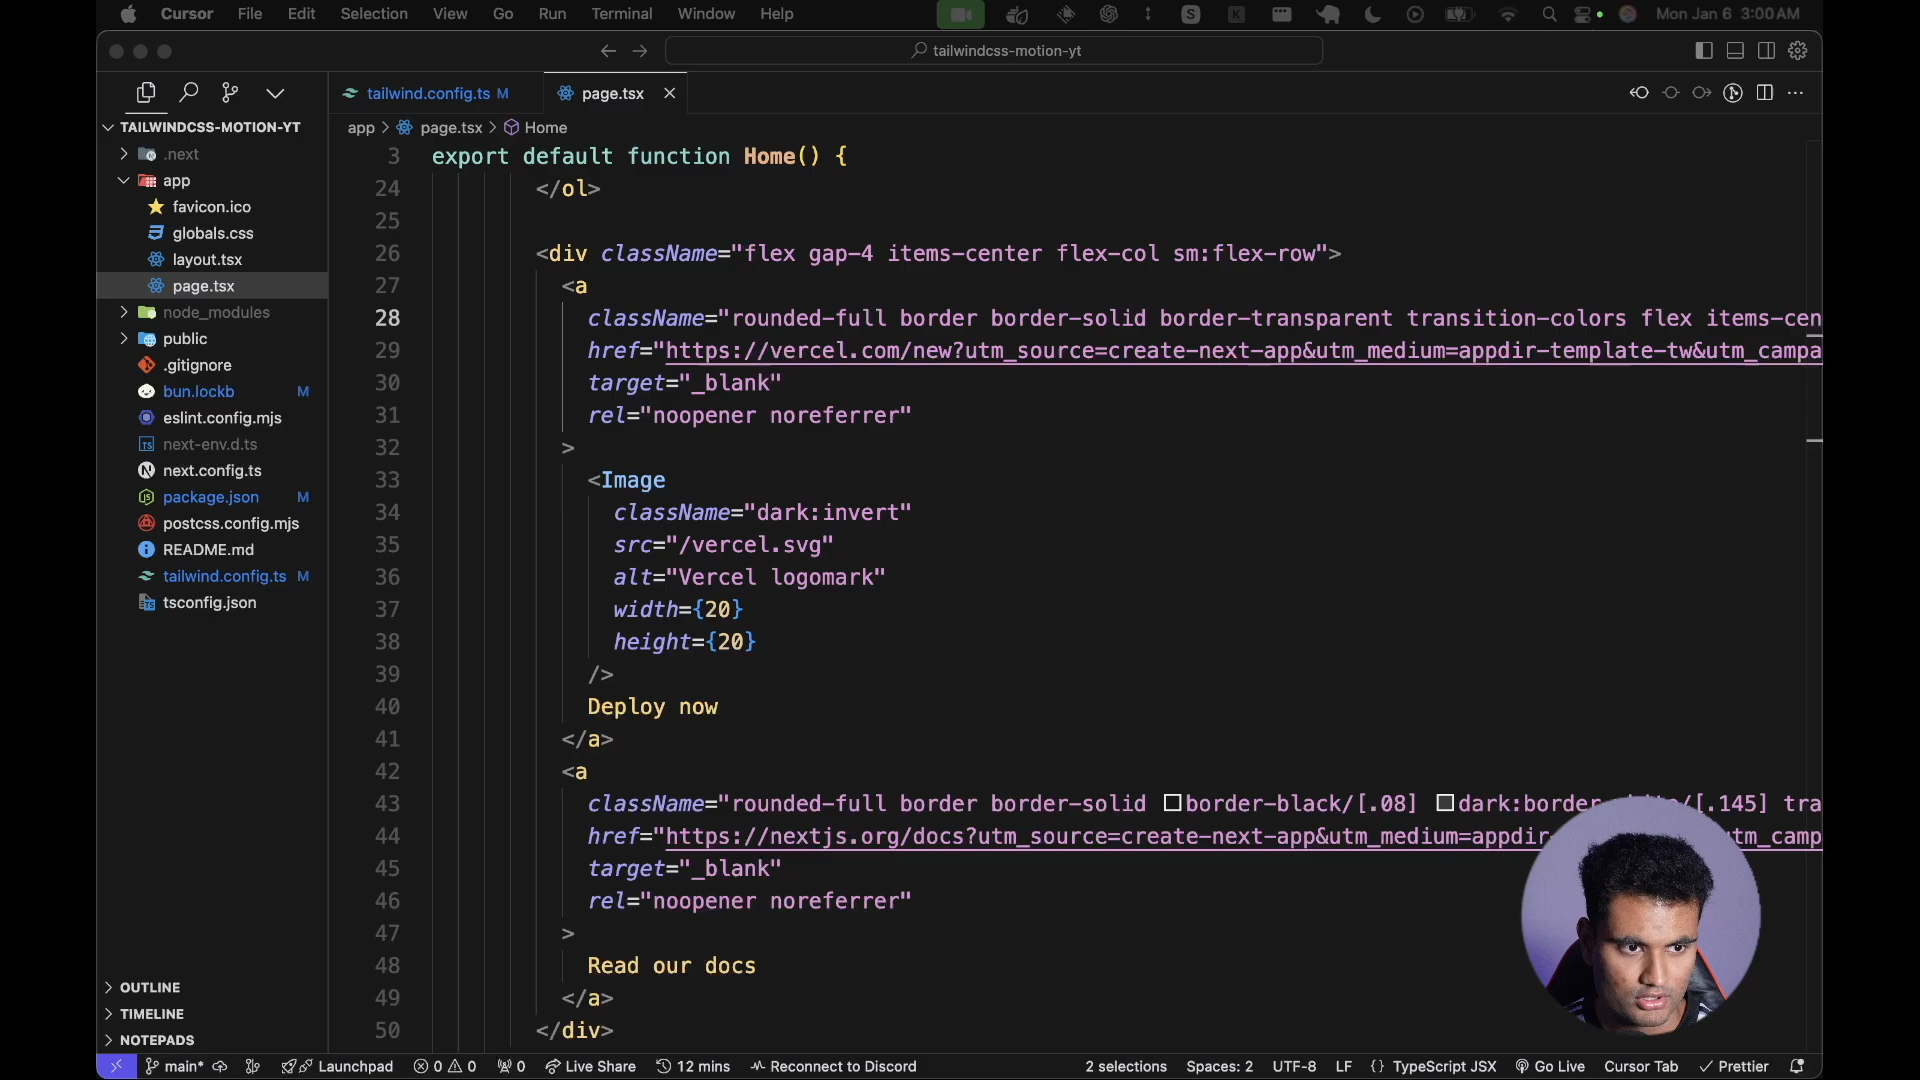 Cursor File Edit Selection View Go Run Terminal Window Help Mon Jan 6 3:00 AM
tailwindcss-motion-yt
tailwind.config.ts M page.tsx
app > page.tsx > Home
TAILWINDCSS-MOTION-YT
.next
app
favicon.ico
globals.css
layout.tsx
page.tsx
node_modules
public
.gitignore
bun.lockb M
eslint.config.mjs
next-env.d.ts
next.config.ts
package.json M
postcss.config.mjs
README.md
tailwind.config.ts M
tsconfig.json
OUTLINE
TIMELINE
NOTEPADS
3 export default function Home() {
24 </ol>
25
26 <div className="flex gap-4 items-center flex-col sm:flex-row">
27 <a
28 className="rounded-full border border-solid border-transparent transition-colors flex items-cen
29 href="https://vercel.com/new?utm_source=create-next-app&utm_medium=appdir-template-tw&utm_campa
30 target="_blank"
31 rel="noopener noreferrer"
32 >
33 <Image
34 className="dark:invert"
35 src="/vercel.svg"
36 alt="Vercel logomark"
37 width={20}
38 height={20}
39 />
40 Deploy now
41 </a>
42 <a
43 className="rounded-full border border-solid border-black/[.08] dark:border-white/[.145] tra
44 href="https://nextjs.org/docs?utm_source=create-next-app&utm_medium=appdir- utm_camp
45 target="_blank"
46 rel="noopener noreferrer"
47 >
48 Read our docs
49 </a>
50 </div>
main* Launchpad 0 0 0 Live Share 12 mins Reconnect to Discord 2 selections Spaces: 2 UTF-8 LF {} TypeScript JSX Go Live Cursor Tab Prettier